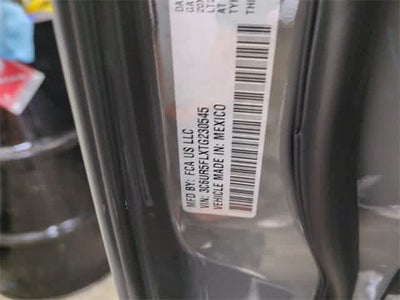 MFD BY: FCA US LLC
VIN: 3C6UR5FLXTG230545
VEHICLE MADE IN: MEXICO